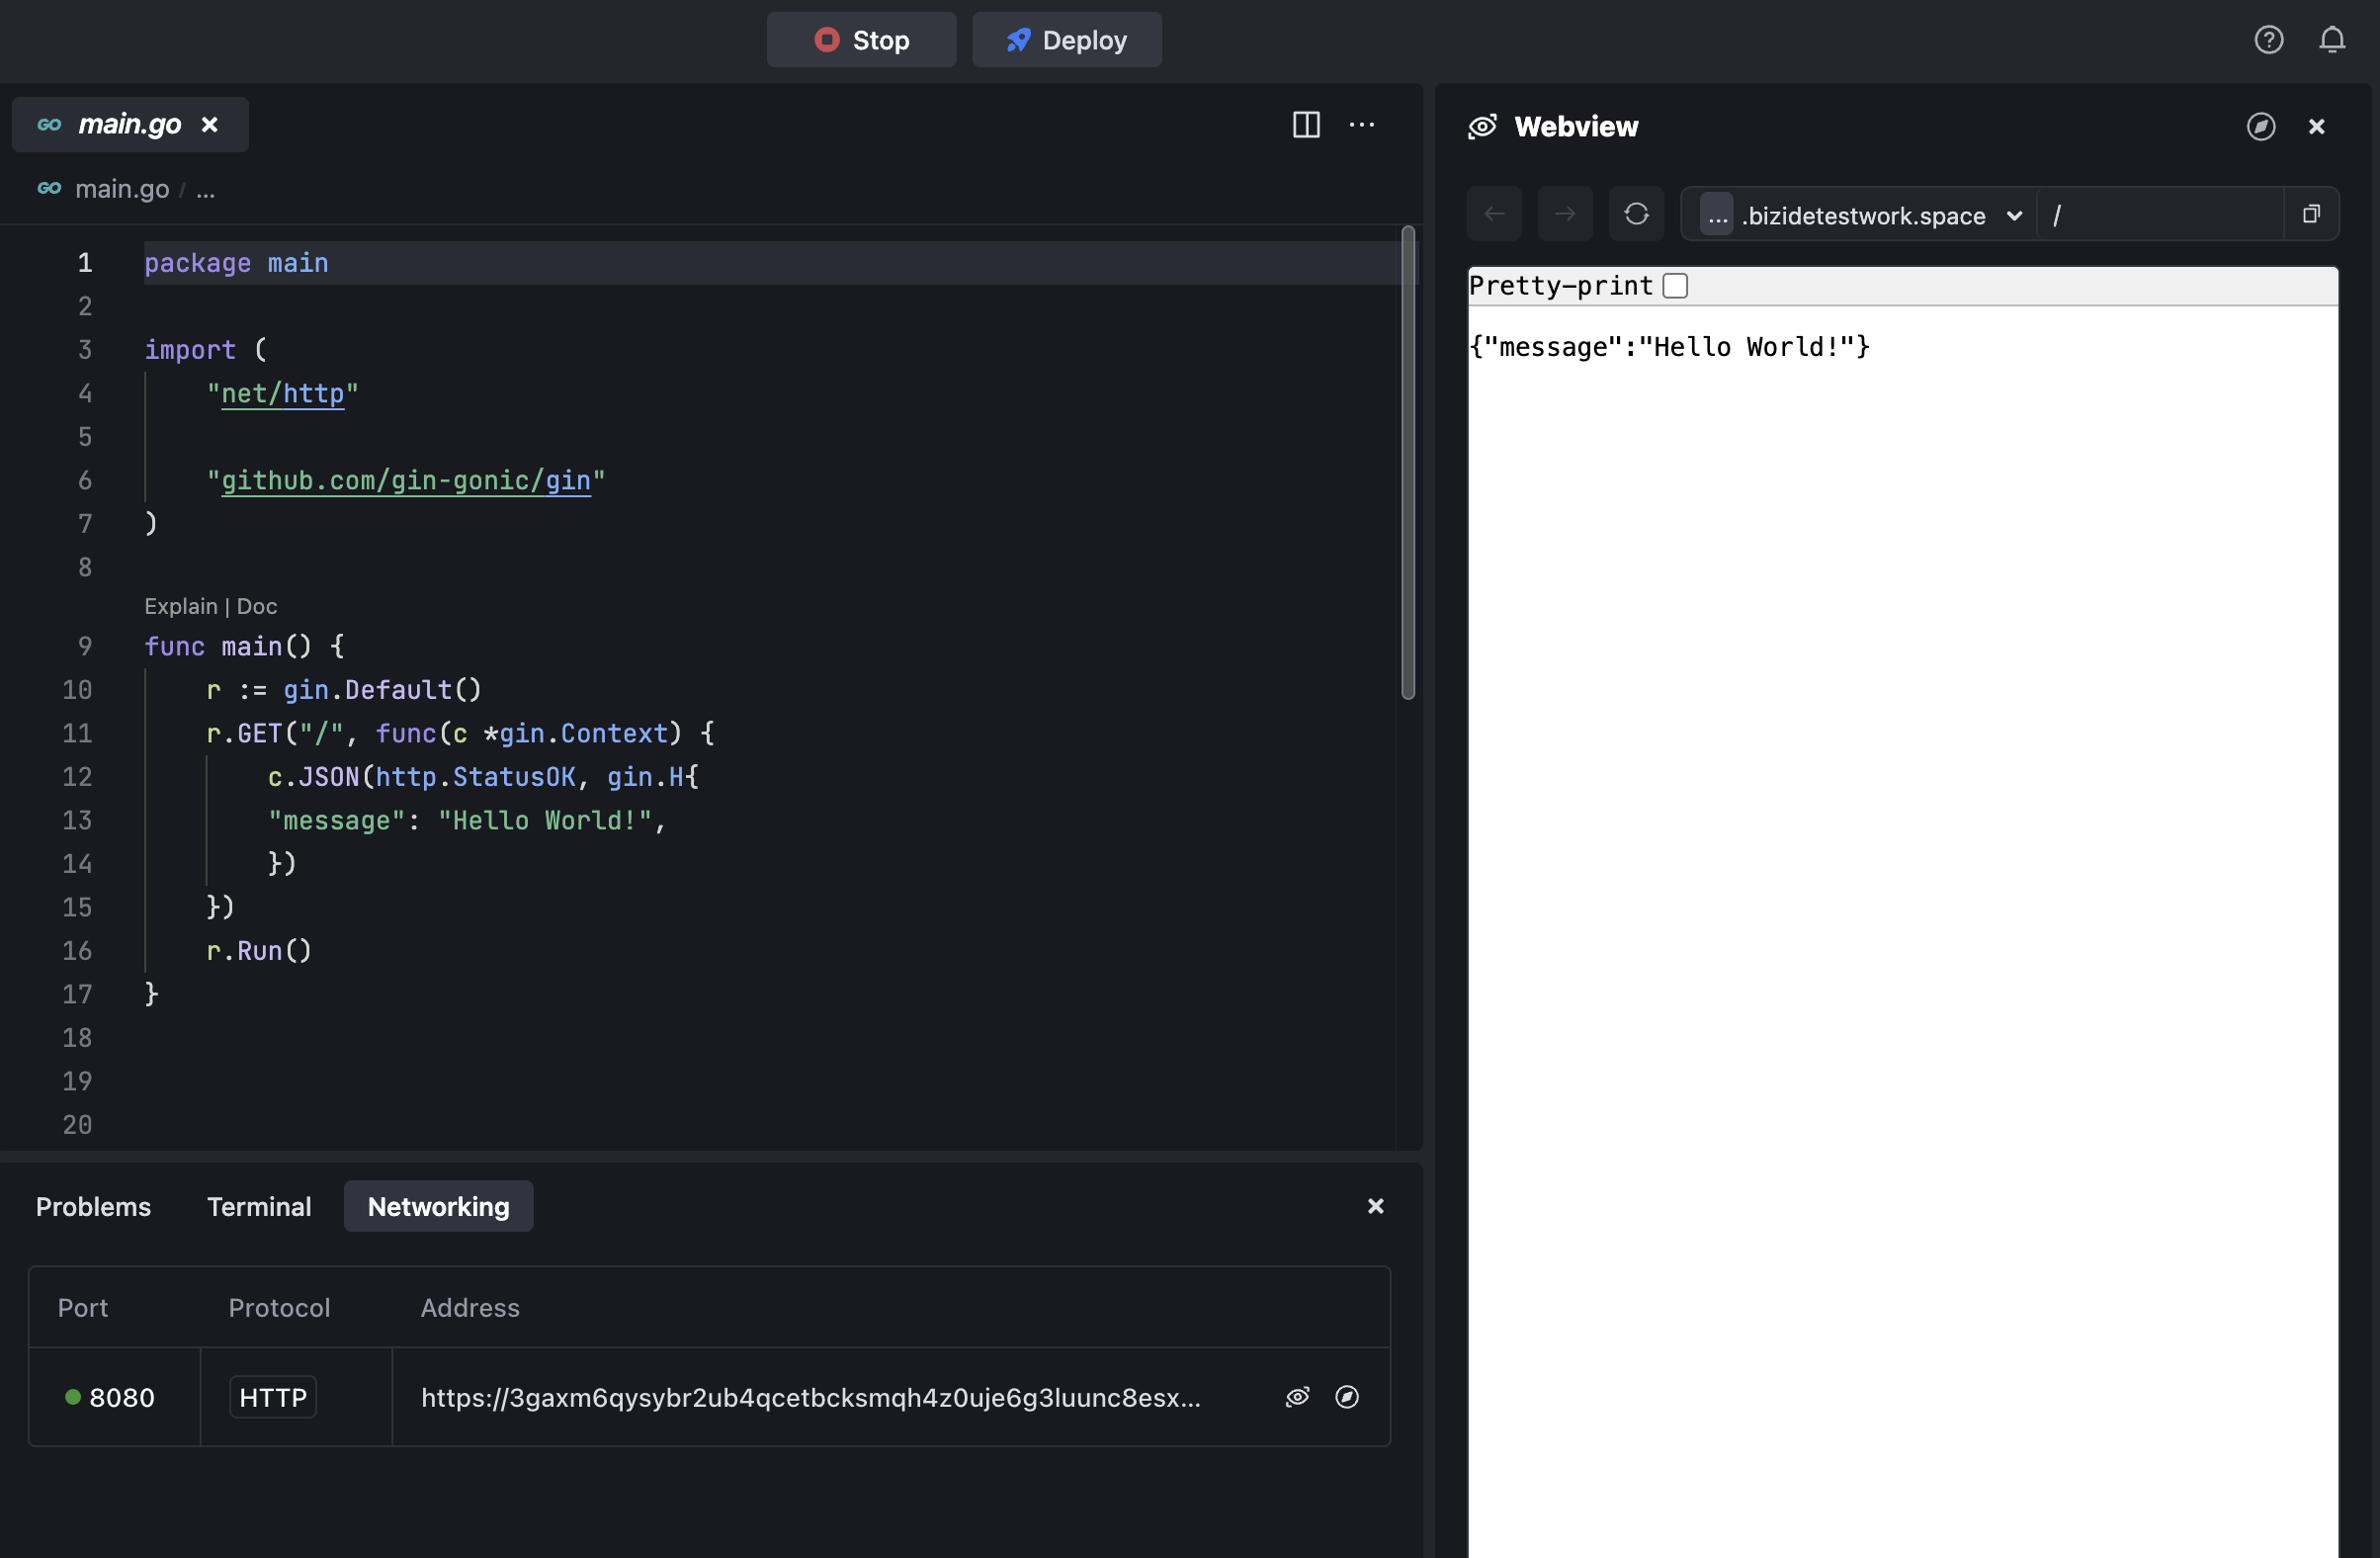 Stop
Deploy
GO main.go
GO main.go / ...
1 package main
2
3 import (
4 "net/http"
5
6 "github.com/gin-gonic/gin"
7 )
8
Explain | Doc
9 func main() {
10 r := gin.Default()
11 r.GET("/", func(c *gin.Context) {
12 c.JSON(http.StatusOK, gin.H{
13 "message": "Hello World!",
14 })
15 })
16 r.Run()
17 }
18
19
20
Problems Terminal Networking
Port Protocol Address
8080 HTTP https://3gaxm6qysybr2ub4qcetbcksmqh4z0uje6g3luunc8esx...
Webview
... .bizidetestwork.space /
Pretty-print
{"message":"Hello World!"}